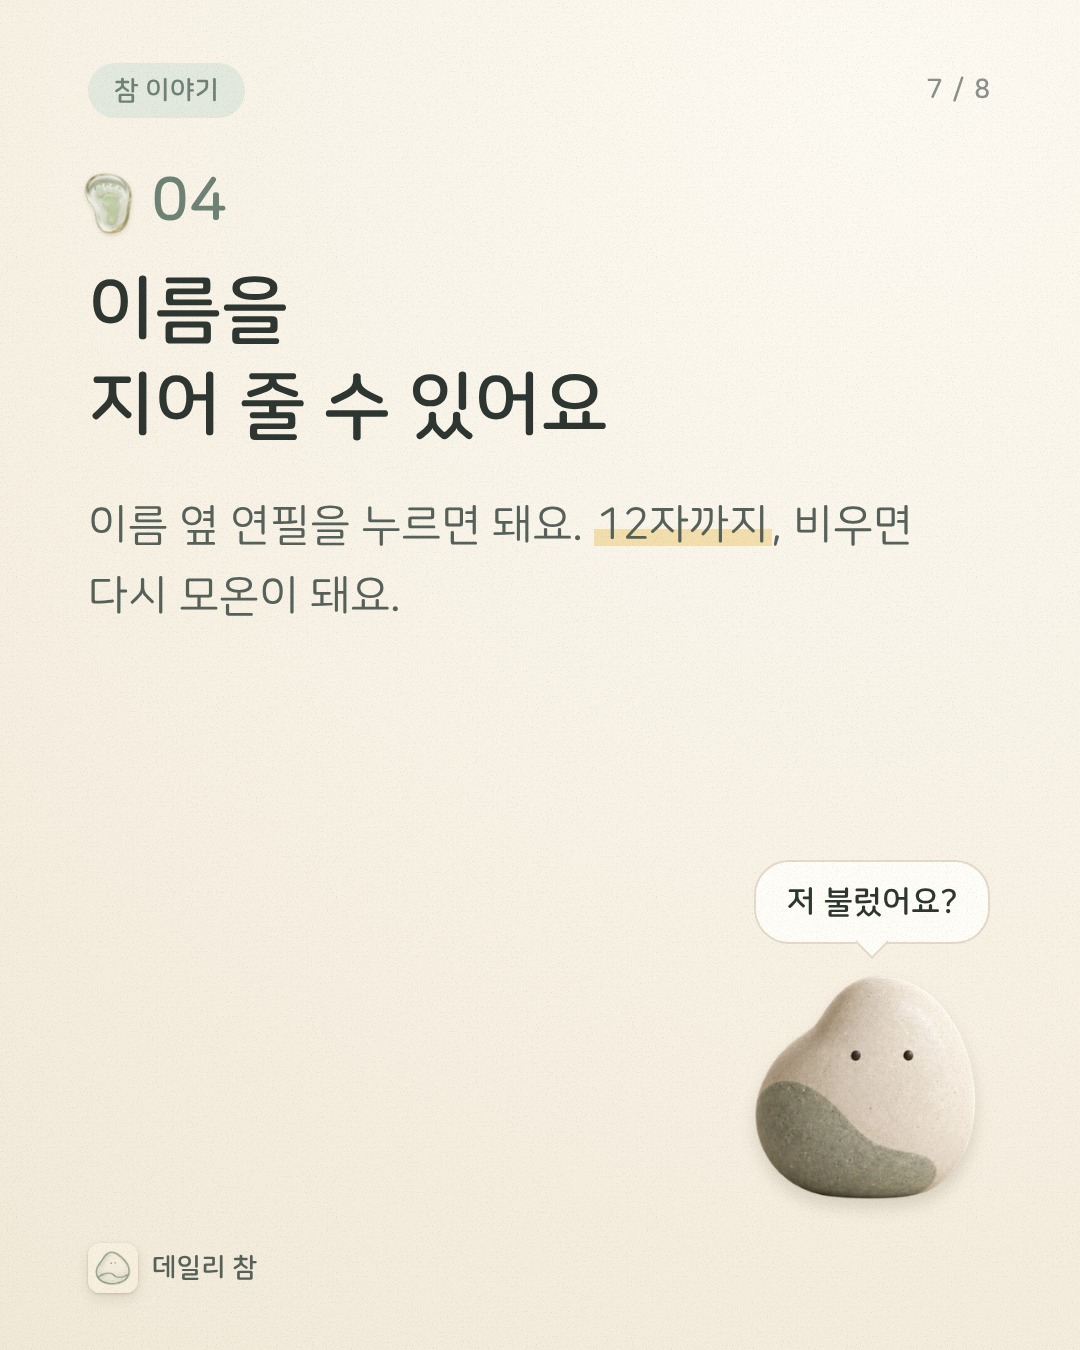 참 이야기
7 / 8
04
이름을
지어 줄 수 있어요
이름 옆 연필을 누르면 돼요. 12자까지, 비우면
다시 모온이 돼요.
저 불렀어요?
데일리 참